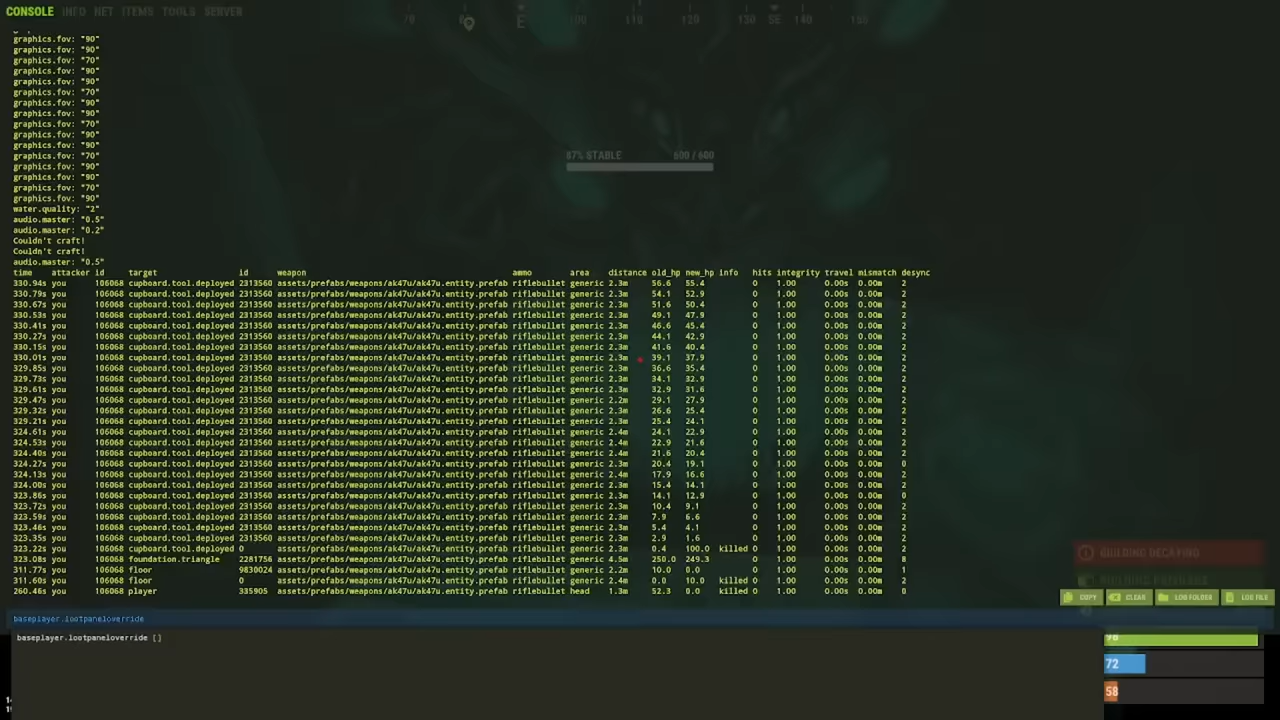 CONSOLE INFO NET ITEMS TOOLS SERVER
70 80 E 100 110 120 130 SE 140 150
graphics.fov: "90"
graphics.fov: "90"
graphics.fov: "70"
graphics.fov: "90"
graphics.fov: "90"
graphics.fov: "70"
graphics.fov: "90"
graphics.fov: "90"
graphics.fov: "70"
graphics.fov: "90"
graphics.fov: "90"
graphics.fov: "70"
graphics.fov: "90"
graphics.fov: "90"
graphics.fov: "70"
graphics.fov: "90"
87% STABLE 600 / 600
water.quality: "2"
audio.master: "0.5"
audio.master: "0.2"
Couldn't craft!
Couldn't craft!
audio.master: "0.5"
time attacker id target id weapon ammo area distance old_hp new_hp info hits integrity travel mismatch desync
330.94s you 106068 cupboard.tool.deployed 2313560 assets/prefabs/weapons/ak47u/ak47u.entity.prefab riflebullet generic 2.3m 56.6 55.4 0 1.00 0.00s 0.00m 2
330.79s you 106068 cupboard.tool.deployed 2313560 assets/prefabs/weapons/ak47u/ak47u.entity.prefab riflebullet generic 2.3m 54.1 52.9 0 1.00 0.00s 0.00m 2
330.67s you 106068 cupboard.tool.deployed 2313560 assets/prefabs/weapons/ak47u/ak47u.entity.prefab riflebullet generic 2.3m 51.6 50.4 0 1.00 0.00s 0.00m 2
330.53s you 106068 cupboard.tool.deployed 2313560 assets/prefabs/weapons/ak47u/ak47u.entity.prefab riflebullet generic 2.3m 49.1 47.9 0 1.00 0.00s 0.00m 2
330.41s you 106068 cupboard.tool.deployed 2313560 assets/prefabs/weapons/ak47u/ak47u.entity.prefab riflebullet generic 2.3m 46.6 45.4 0 1.00 0.00s 0.00m 2
330.27s you 106068 cupboard.tool.deployed 2313560 assets/prefabs/weapons/ak47u/ak47u.entity.prefab riflebullet generic 2.3m 44.1 42.9 0 1.00 0.00s 0.00m 2
330.15s you 106068 cupboard.tool.deployed 2313560 assets/prefabs/weapons/ak47u/ak47u.entity.prefab riflebullet generic 2.3m 41.6 40.4 0 1.00 0.00s 0.00m 2
330.01s you 106068 cupboard.tool.deployed 2313560 assets/prefabs/weapons/ak47u/ak47u.entity.prefab riflebullet generic 2.3m 39.1 37.9 0 1.00 0.00s 0.00m 2
329.85s you 106068 cupboard.tool.deployed 2313560 assets/prefabs/weapons/ak47u/ak47u.entity.prefab riflebullet generic 2.3m 36.6 35.4 0 1.00 0.00s 0.00m 2
329.73s you 106068 cupboard.tool.deployed 2313560 assets/prefabs/weapons/ak47u/ak47u.entity.prefab riflebullet generic 2.3m 34.1 32.9 0 1.00 0.00s 0.00m 2
329.61s you 106068 cupboard.tool.deployed 2313560 assets/prefabs/weapons/ak47u/ak47u.entity.prefab riflebullet generic 2.3m 32.9 31.6 0 1.00 0.00s 0.00m 2
329.47s you 106068 cupboard.tool.deployed 2313560 assets/prefabs/weapons/ak47u/ak47u.entity.prefab riflebullet generic 2.2m 29.1 27.9 0 1.00 0.00s 0.00m 2
329.32s you 106068 cupboard.tool.deployed 2313560 assets/prefabs/weapons/ak47u/ak47u.entity.prefab riflebullet generic 2.3m 26.6 25.4 0 1.00 0.00s 0.00m 2
329.21s you 106068 cupboard.tool.deployed 2313560 assets/prefabs/weapons/ak47u/ak47u.entity.prefab riflebullet generic 2.3m 25.4 24.1 0 1.00 0.00s 0.00m 2
324.61s you 106068 cupboard.tool.deployed 2313560 assets/prefabs/weapons/ak47u/ak47u.entity.prefab riflebullet generic 2.4m 24.1 22.9 0 1.00 0.00s 0.00m 2
324.53s you 106068 cupboard.tool.deployed 2313560 assets/prefabs/weapons/ak47u/ak47u.entity.prefab riflebullet generic 2.4m 22.9 21.6 0 1.00 0.00s 0.00m 2
324.40s you 106068 cupboard.tool.deployed 2313560 assets/prefabs/weapons/ak47u/ak47u.entity.prefab riflebullet generic 2.4m 21.6 20.4 0 1.00 0.00s 0.00m 2
324.27s you 106068 cupboard.tool.deployed 2313560 assets/prefabs/weapons/ak47u/ak47u.entity.prefab riflebullet generic 2.3m 20.4 19.1 0 1.00 0.00s 0.00m 0
324.13s you 106068 cupboard.tool.deployed 2313560 assets/prefabs/weapons/ak47u/ak47u.entity.prefab riflebullet generic 2.4m 17.9 16.6 0 1.00 0.00s 0.00m 2
324.00s you 106068 cupboard.tool.deployed 2313560 assets/prefabs/weapons/ak47u/ak47u.entity.prefab riflebullet generic 2.3m 15.4 14.1 0 1.00 0.00s 0.00m 2
323.86s you 106068 cupboard.tool.deployed 2313560 assets/prefabs/weapons/ak47u/ak47u.entity.prefab riflebullet generic 2.3m 14.1 12.9 0 1.00 0.00s 0.00m 0
323.72s you 106068 cupboard.tool.deployed 2313560 assets/prefabs/weapons/ak47u/ak47u.entity.prefab riflebullet generic 2.3m 10.4 9.1 0 1.00 0.00s 0.00m 2
323.59s you 106068 cupboard.tool.deployed 2313560 assets/prefabs/weapons/ak47u/ak47u.entity.prefab riflebullet generic 2.3m 7.9 6.6 0 1.00 0.00s 0.00m 2
323.46s you 106068 cupboard.tool.deployed 2313560 assets/prefabs/weapons/ak47u/ak47u.entity.prefab riflebullet generic 2.3m 5.4 4.1 0 1.00 0.00s 0.00m 2
323.35s you 106068 cupboard.tool.deployed 2313560 assets/prefabs/weapons/ak47u/ak47u.entity.prefab riflebullet generic 2.3m 2.9 1.6 0 1.00 0.00s 0.00m 2
323.22s you 106068 cupboard.tool.deployed 0 assets/prefabs/weapons/ak47u/ak47u.entity.prefab riflebullet generic 2.3m 0.4 100.0 killed 0 1.00 0.00s 0.00m 2
323.08s you 106068 foundation.triangle 2281756 assets/prefabs/weapons/ak47u/ak47u.entity.prefab riflebullet generic 4.5m 250.0 249.3 0 1.00 0.00s 0.00m 8
311.77s you 106068 floor 9830024 assets/prefabs/weapons/ak47u/ak47u.entity.prefab riflebullet generic 2.2m 10.0 0.0 0 1.00 0.00s 0.00m 1
311.60s you 106068 floor 0 assets/prefabs/weapons/ak47u/ak47u.entity.prefab riflebullet generic 2.4m 0.0 10.0 killed 0 1.00 0.00s 0.00m 2
260.46s you 106068 player 335905 assets/prefabs/weapons/ak47u/ak47u.entity.prefab riflebullet head 1.3m 52.3 0.0 killed 0 1.00 0.00s 0.00m 0
BUILDING DECAYING
BUILDING PRIVILEGE
COPY CLEAR LOG FOLDER LOG FILE
baseplayer.lootpaneloverride
baseplayer.lootpaneloverride []
98
72
58